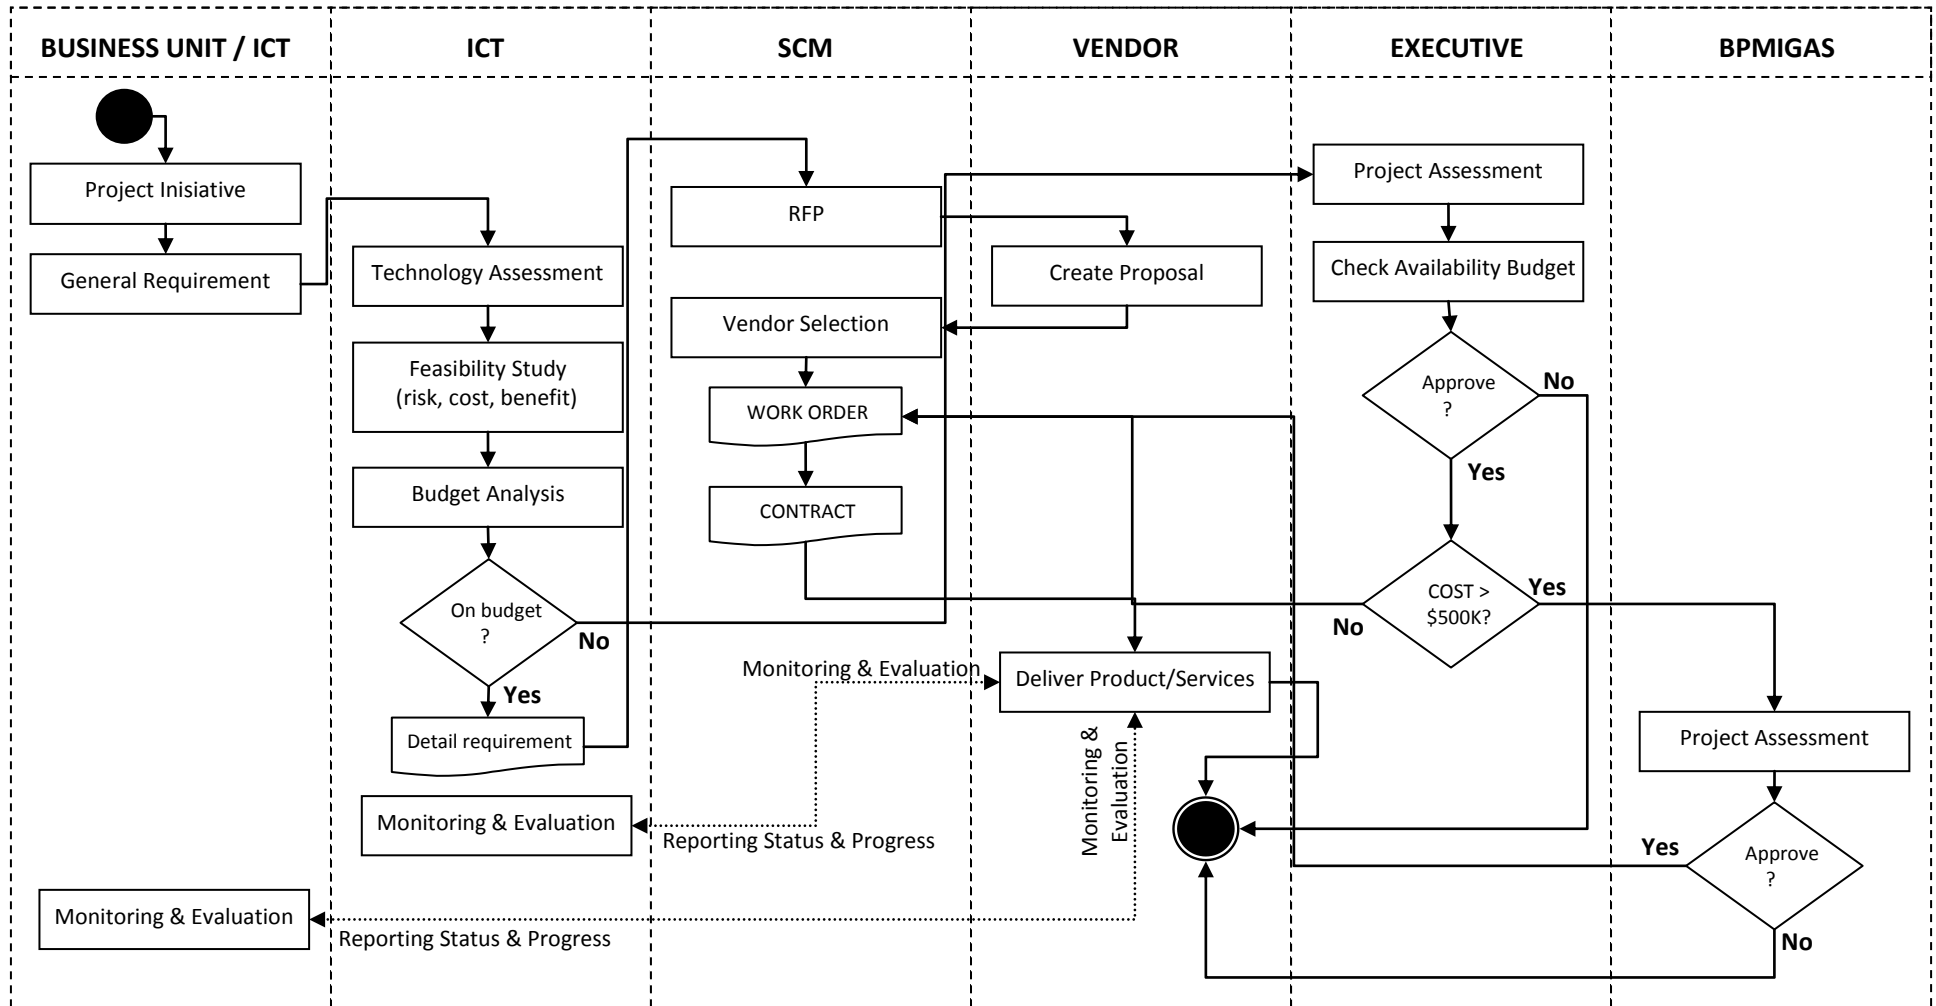 BUSINESS UNIT / ICT
ICT
SCM
VENDOR
EXECUTIVE
BPMIGAS
Project Inisiative
General Requirement
Technology Assessment
Feasibility Study
(risk, cost, benefit)
Budget Analysis
On budget
?
No
Yes
Detail requirement
Monitoring & Evaluation
Monitoring & Evaluation
RFP
Vendor Selection
WORK ORDER
CONTRACT
Monitoring & Evaluation
Reporting Status & Progress
Reporting Status & Progress
Create Proposal
Deliver Product/Services
Monitoring &
Evaluation
Project Assessment
Check Availability Budget
Approve
?
No
Yes
COST >
$500K?
Yes
No
Project Assessment
Approve
?
Yes
No